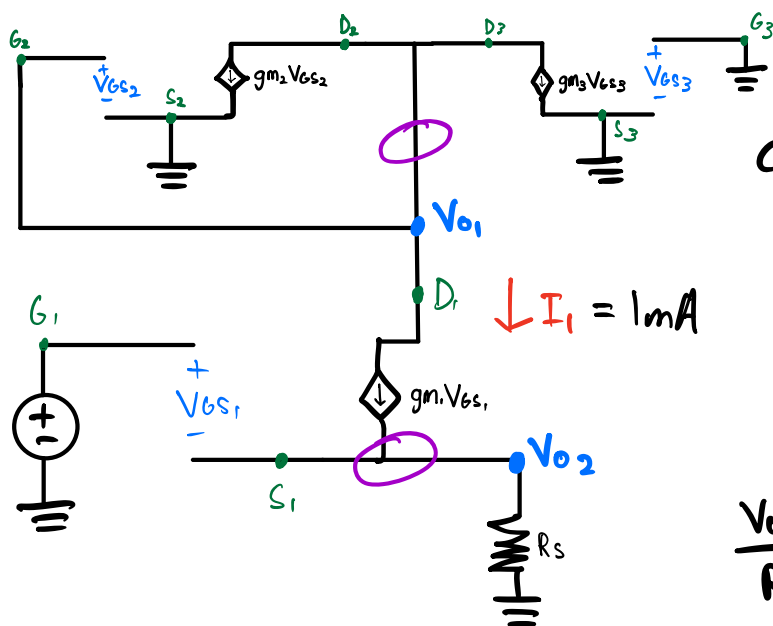 G2
D2
D3
G3
+
VGS2
-
S2
gm2VGS2
gm3VGS3
+
VGS3
-
S3
Vo1
D1
I1 = 1mA
G1
+
VGS1
-
gm1VGS1
+
-
S1
Vo2
RS